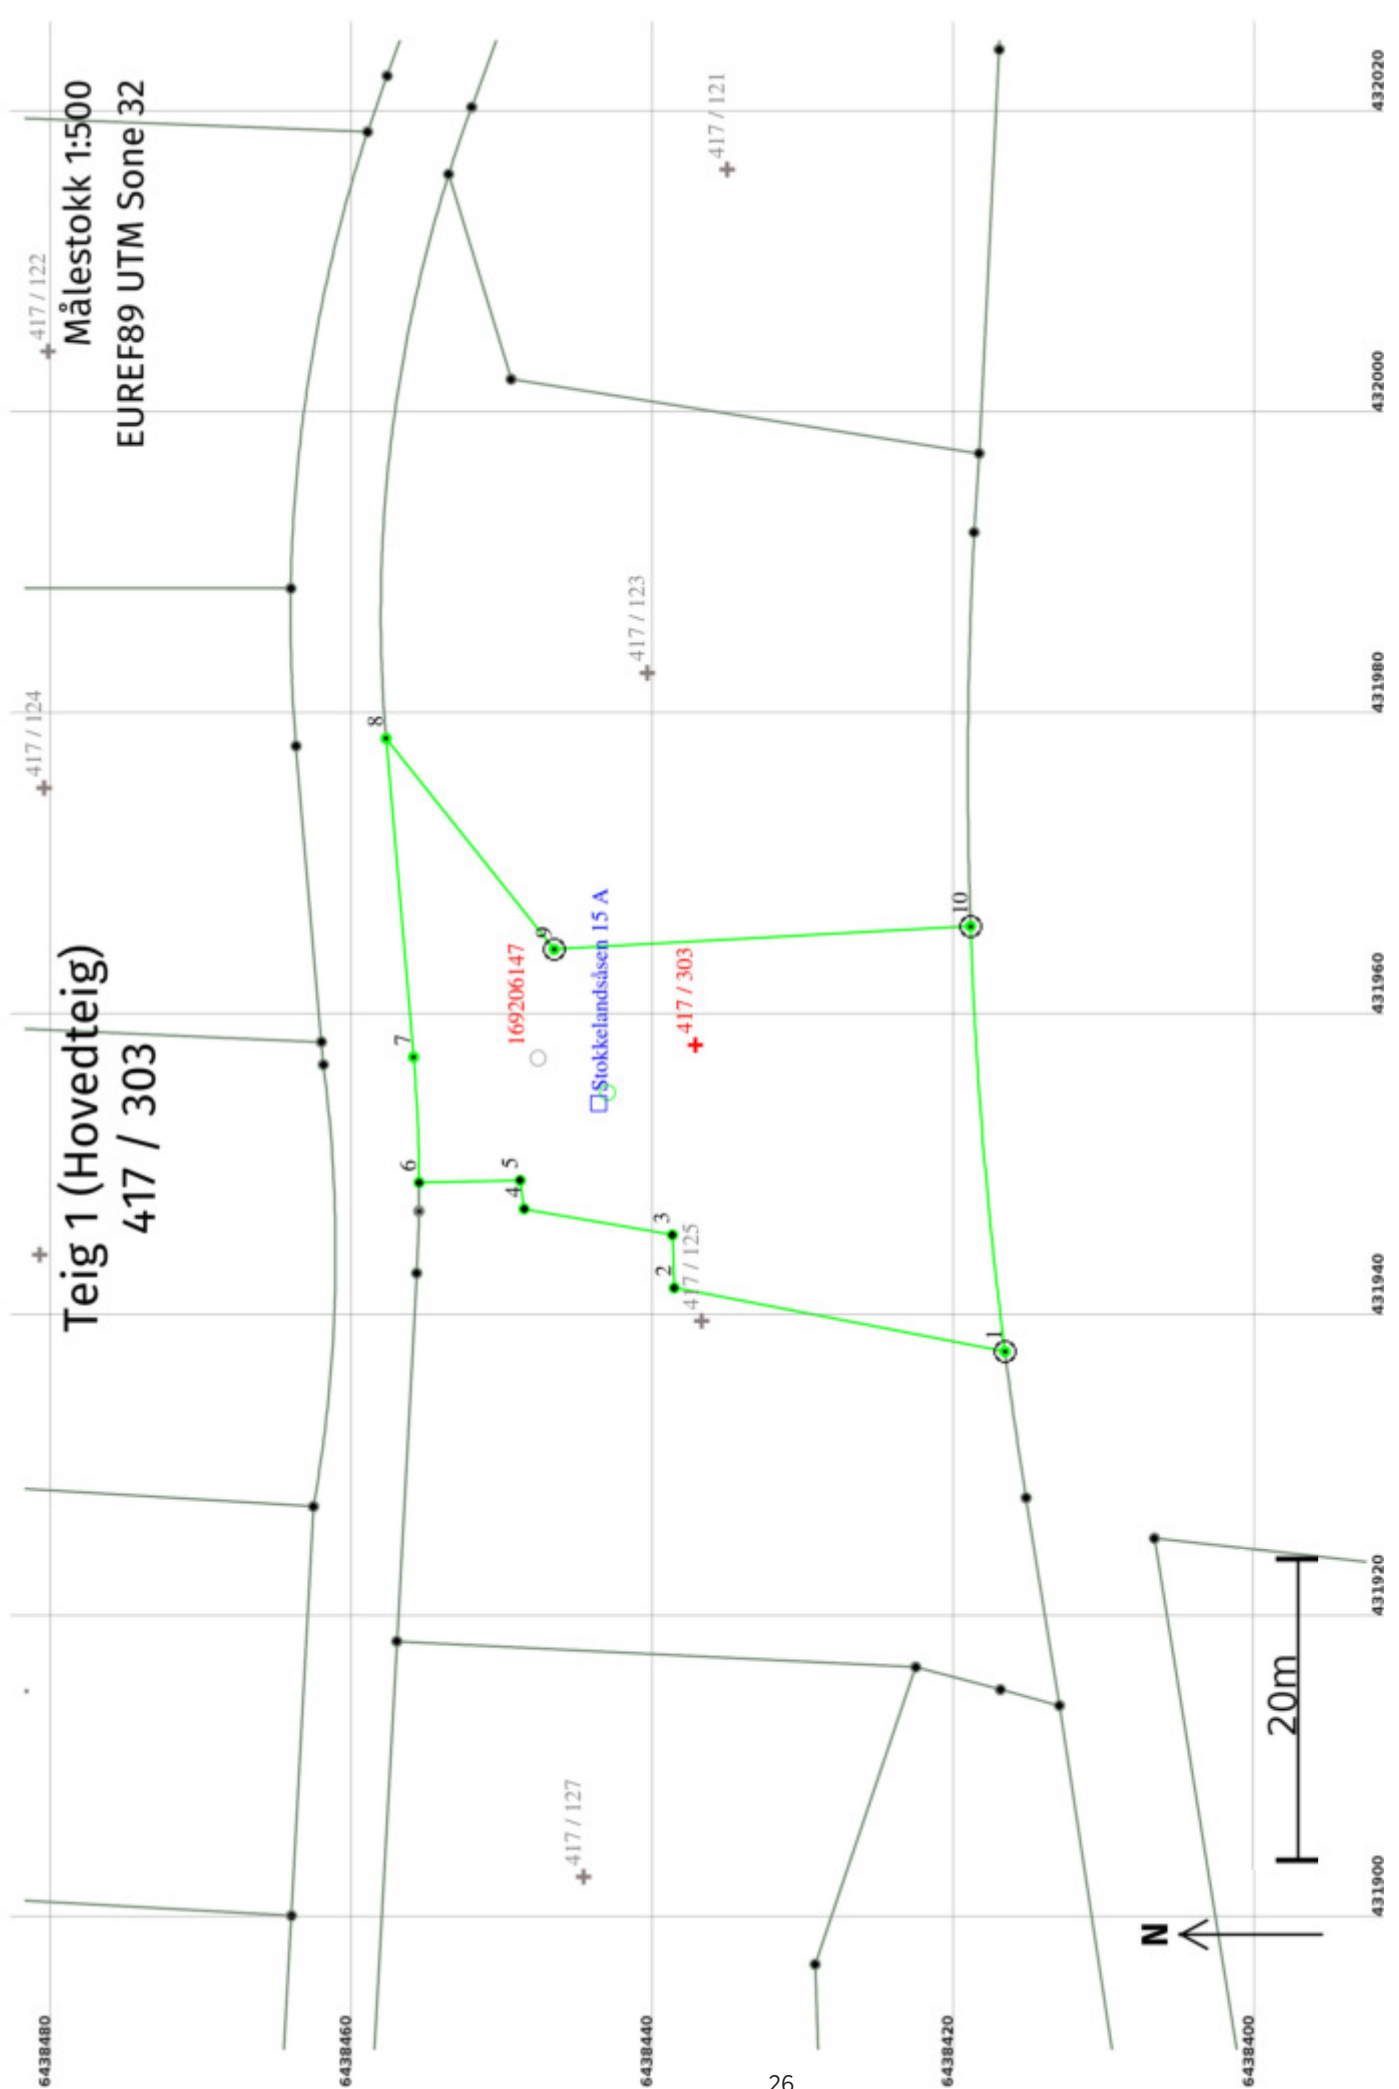 Målestokk 1:500
EUREF89 UTM Sone 32
Teig 1 (Hovedteig)
417 / 303
417 / 124
417 / 122
8
7
6
5
4
9
169206147
Stokkelandsåsen 15 A
417 / 127
417 / 123
3
2
417 / 125
417 / 303
417 / 121
10
1
20m
N
6438480
6438460
6438440
6438420
6438400
431900
431920
431940
431960
431980
432000
432020
26